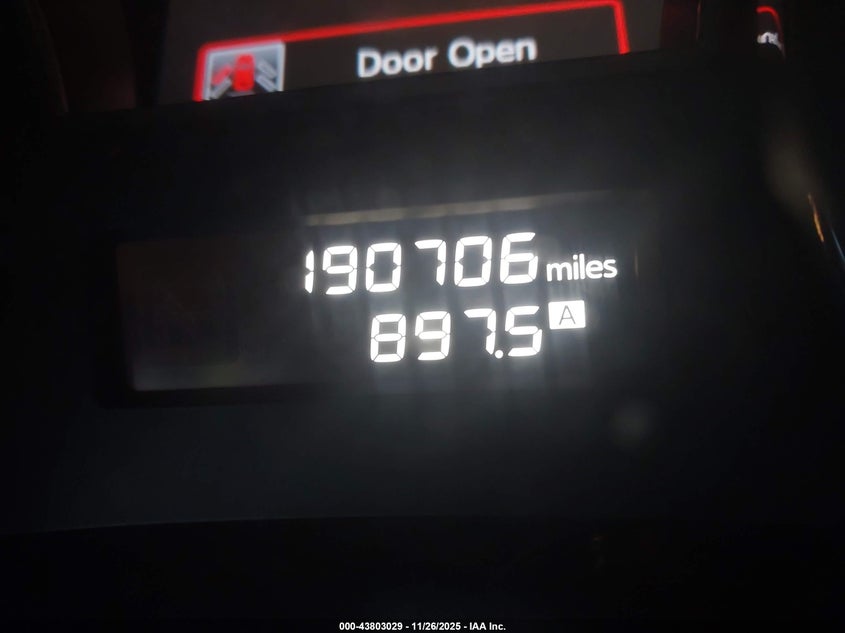 Door Open
190706 miles
897.5 A
000-43803029 - 11/26/2025 - IAA Inc.